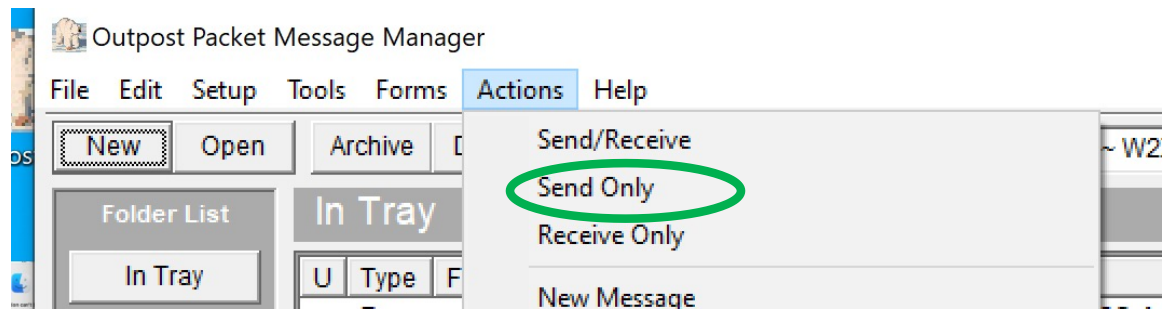 Outpost Packet Message Manager
File Edit Setup Tools Forms Actions Help
New Open Archive
Send/Receive
~ W2
Send Only
Folder List
In Tray
Receive Only
In Tray
U Type F
New Message